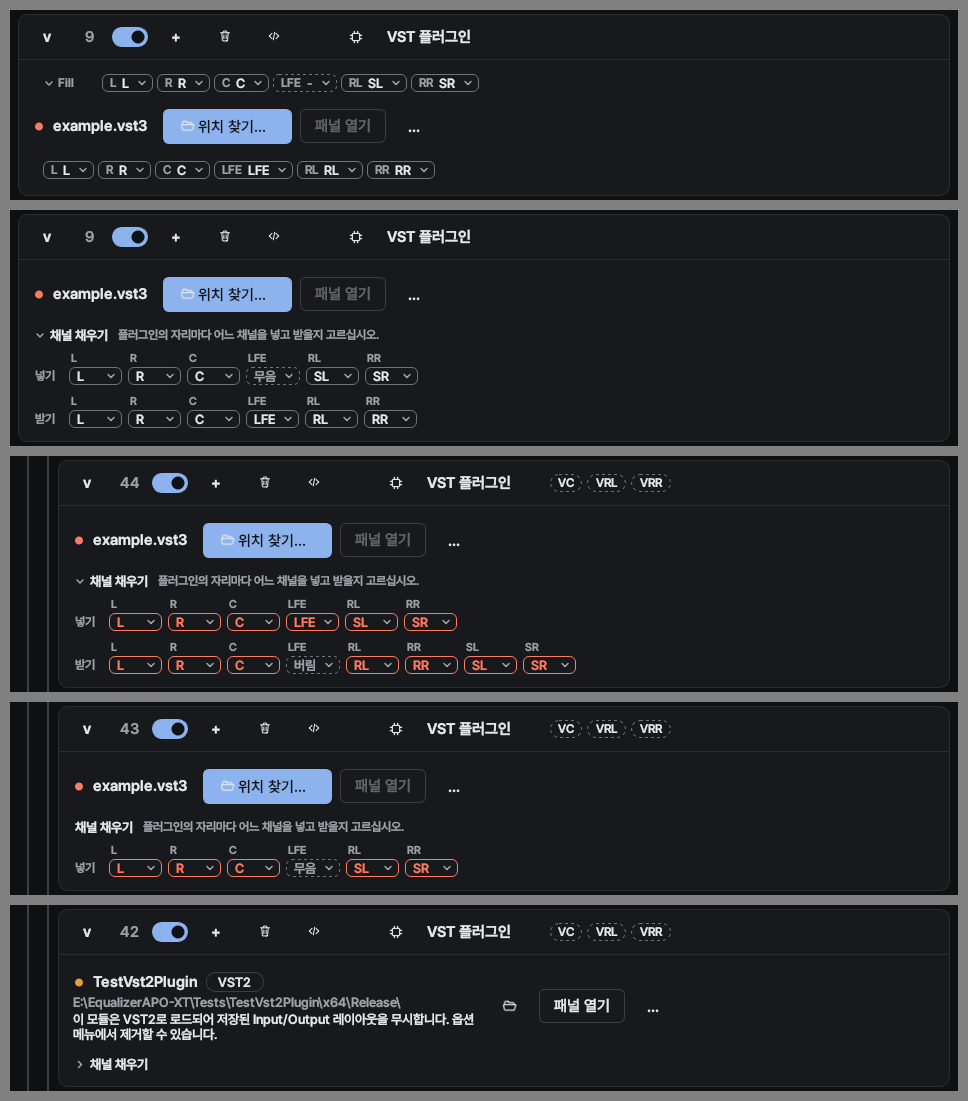 v 9 + </> VST 플러그인
Fill L L R R C C LFE - RL SL RR SR
example.vst3 위치 찾기... 패널 열기 ...
L L R R C C LFE LFE RL RL RR RR
v 9 + </> VST 플러그인
example.vst3 위치 찾기... 패널 열기 ...
채널 채우기 플러그인의 자리마다 어느 채널을 넣고 받을지 고르십시오.
L R C LFE RL RR
넣기 L R C 무음 SL SR
L R C LFE RL RR
받기 L R C LFE RL RR
v 44 + </> VST 플러그인 VC VRL VRR
example.vst3 위치 찾기... 패널 열기 ...
채널 채우기 플러그인의 자리마다 어느 채널을 넣고 받을지 고르십시오.
L R C LFE RL RR
넣기 L R C LFE SL SR
L R C LFE RL RR SL SR
받기 L R C 버림 RL RR SL SR
v 43 + </> VST 플러그인 VC VRL VRR
example.vst3 위치 찾기... 패널 열기 ...
채널 채우기 플러그인의 자리마다 어느 채널을 넣고 받을지 고르십시오.
L R C LFE RL RR
넣기 L R C 무음 SL SR
v 42 + </> VST 플러그인 VC VRL VRR
TestVst2Plugin VST2
E:\EqualizerAPO-XT\Tests\TestVst2Plugin\x64\Release\
이 모듈은 VST2로 로드되어 저장된 Input/Output 레이아웃을 무시합니다. 옵션
메뉴에서 제거할 수 있습니다.
패널 열기 ...
채널 채우기